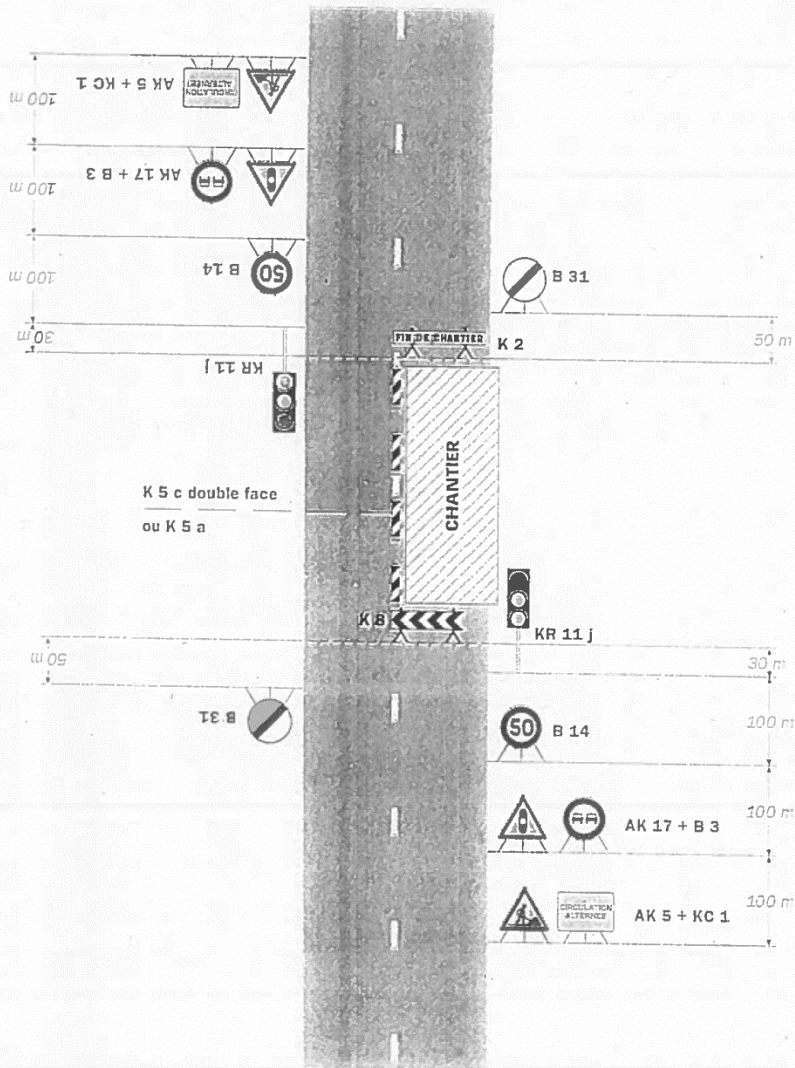 100 m
AK 5 + KC 1
CIRCULATION
ALTERNÉE
100 m
AK 17 + B 3
100 m
B 14
50
30 m
KR 11 j
B 31
50 m
FIN DE CHANTIER
K 2
CHANTIER
K 5 c double face
ou K 5 a
K 8
KR 11 j
50 m
B 31
30 m
50
B 14
100 m
AK 17 + B 3
100 m
CIRCULATION
ALTERNEE
AK 5 + KC 1
100 m